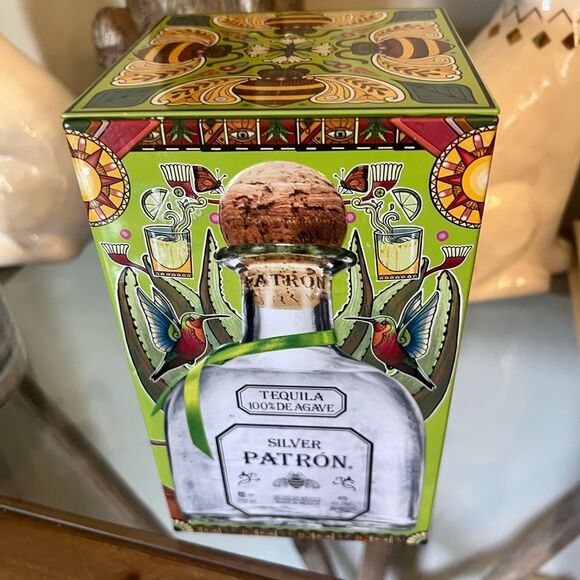 PATRÓN
TEQUILA
100% DE AGAVE
SILVER
PATRÓN®